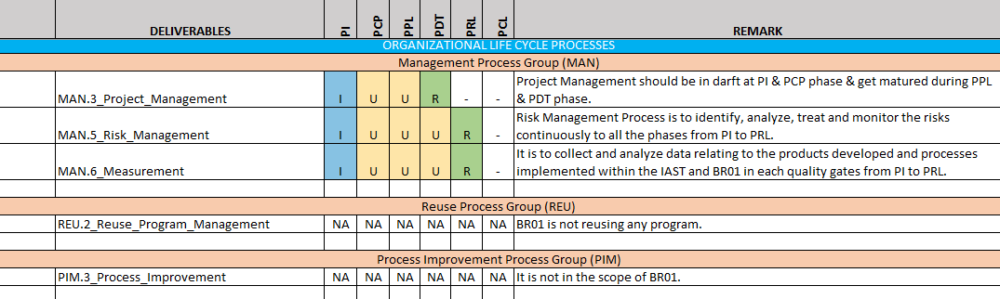 DELIVERABLES PI PCP PPL PDT PRL PCL REMARK
ORGANIZATIONAL LIFE CYCLE PROCESSES
Management Process Group (MAN)
MAN.3_Project_Management I U U R - - Project Management should be in darft at PI & PCP phase & get matured during PPL
& PDT phase.
MAN.5_Risk_Management I U U U R - Risk Management Process is to identify, analyze, treat and monitor the risks
continuously to all the phases from PI to PRL.
MAN.6_Measurement I U U U R - It is to collect and analyze data relating to the products developed and processes
implemented within the IAST and BR01 in each quality gates from PI to PRL.
Reuse Process Group (REU)
REU.2_Reuse_Program_Management NA NA NA NA NA NA BR01 is not reusing any program.
Process Improvement Process Group (PIM)
PIM.3_Process_Improvement NA NA NA NA NA NA It is not in the scope of BR01.